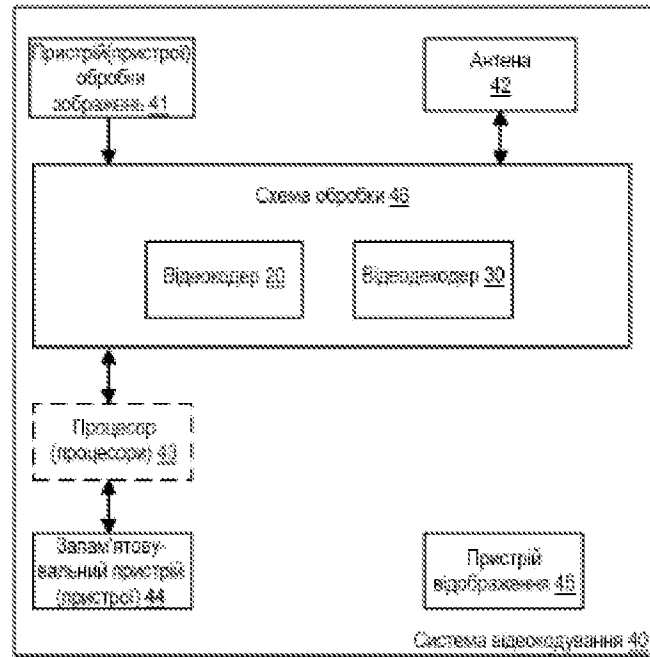 Пристрій(пристрої)
обробки
зображень 41
Антена
42
Схема обробки 46
Відеокодер 20
Відеодекодер 30
Процесор
(процесори) 43
Запам'ятову-
вальний пристрій
(пристрої) 44
Пристрій
відображення 45
Система відеокодування 40